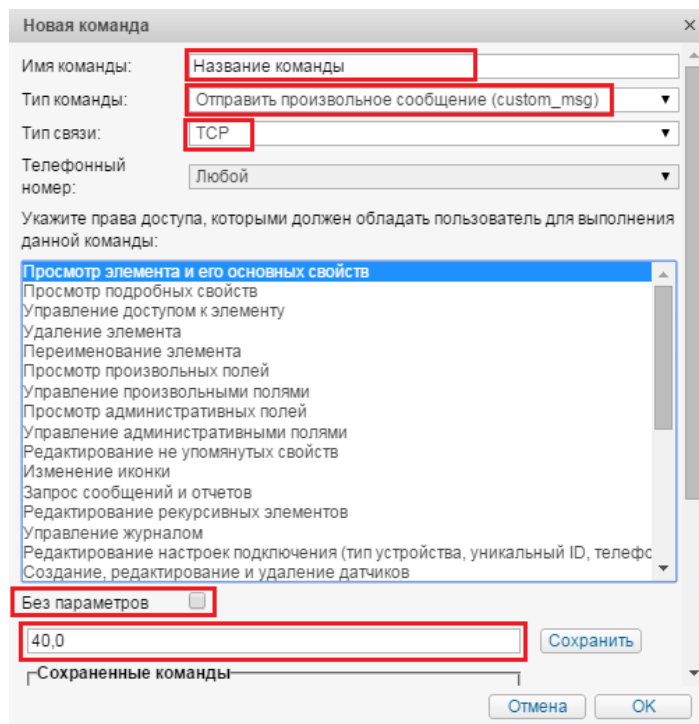 Новая команда
Имя команды: Название команды
Тип команды: Отправить произвольное сообщение (custom_msg)
Тип связи: TCP
Телефонный
номер: Любой
Укажите права доступа, которыми должен обладать пользователь для выполнения
данной команды:
Просмотр элемента и его основных свойств
Просмотр подробных свойств
Управление доступом к элементу
Удаление элемента
Переименование элемента
Просмотр произвольных полей
Управление произвольными полями
Просмотр административных полей
Управление административными полями
Редактирование не упомянутых свойств
Изменение иконки
Запрос сообщений и отчетов
Редактирование рекурсивных элементов
Управление журналом
Редактирование настроек подключения (тип устройства, уникальный ID, телефо
Создание, редактирование и удаление датчиков
Без параметров
40,0 Сохранить
Сохраненные команды
Отмена OK